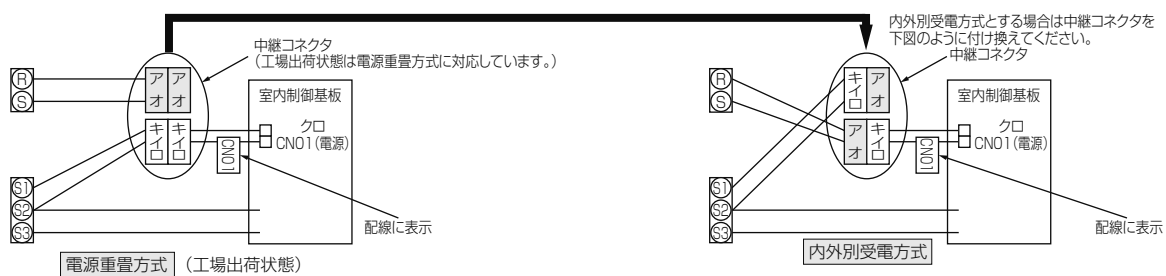 中継コネクタ
(工場出荷状態は電源重畳方式に対応しています。)
R
S
アオ
アオ
キイロ
キイロ
室内制御基板
クロ
CN01(電源)
CN01
S1
S2
S3
配線に表示
電源重畳方式 (工場出荷状態)
内外別受電方式とする場合は中継コネクタを
下図のように付け換えてください。
中継コネクタ
R
S
キイロ
アオ
アオ
キイロ
室内制御基板
クロ
CN01(電源)
CN01
S1
S2
S3
配線に表示
内外別受電方式